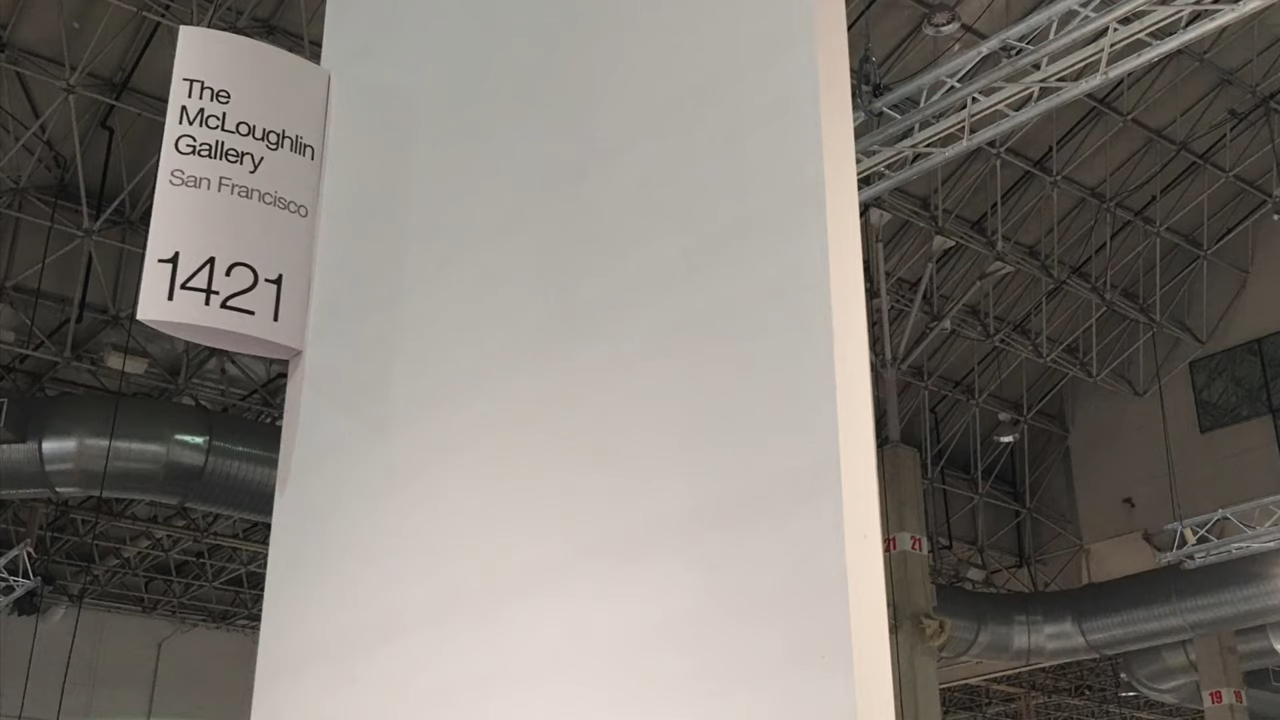 The
McLoughlin
Gallery
San Francisco
1421
21 21
19 19